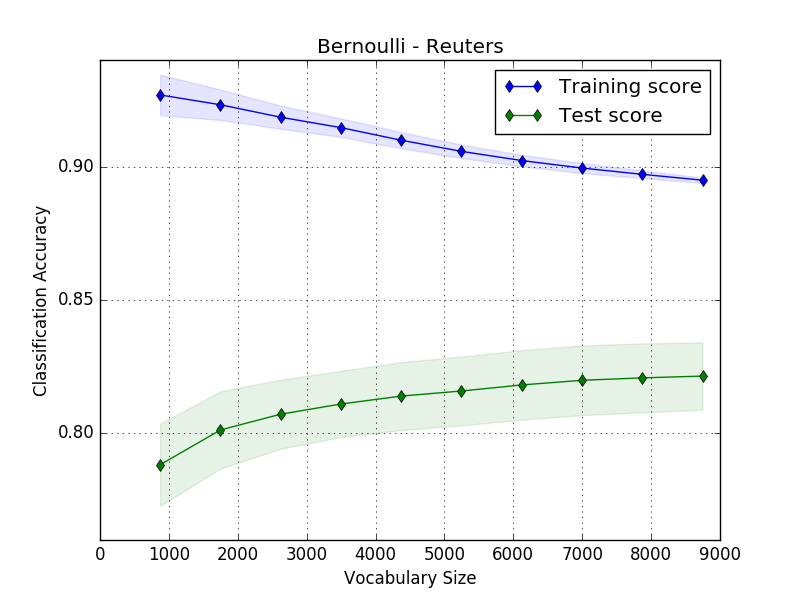 Bernoulli - Reuters
Training score
Test score
0.90
0.85
0.80
Classification Accuracy
0 1000 2000 3000 4000 5000 6000 7000 8000 9000
Vocabulary Size